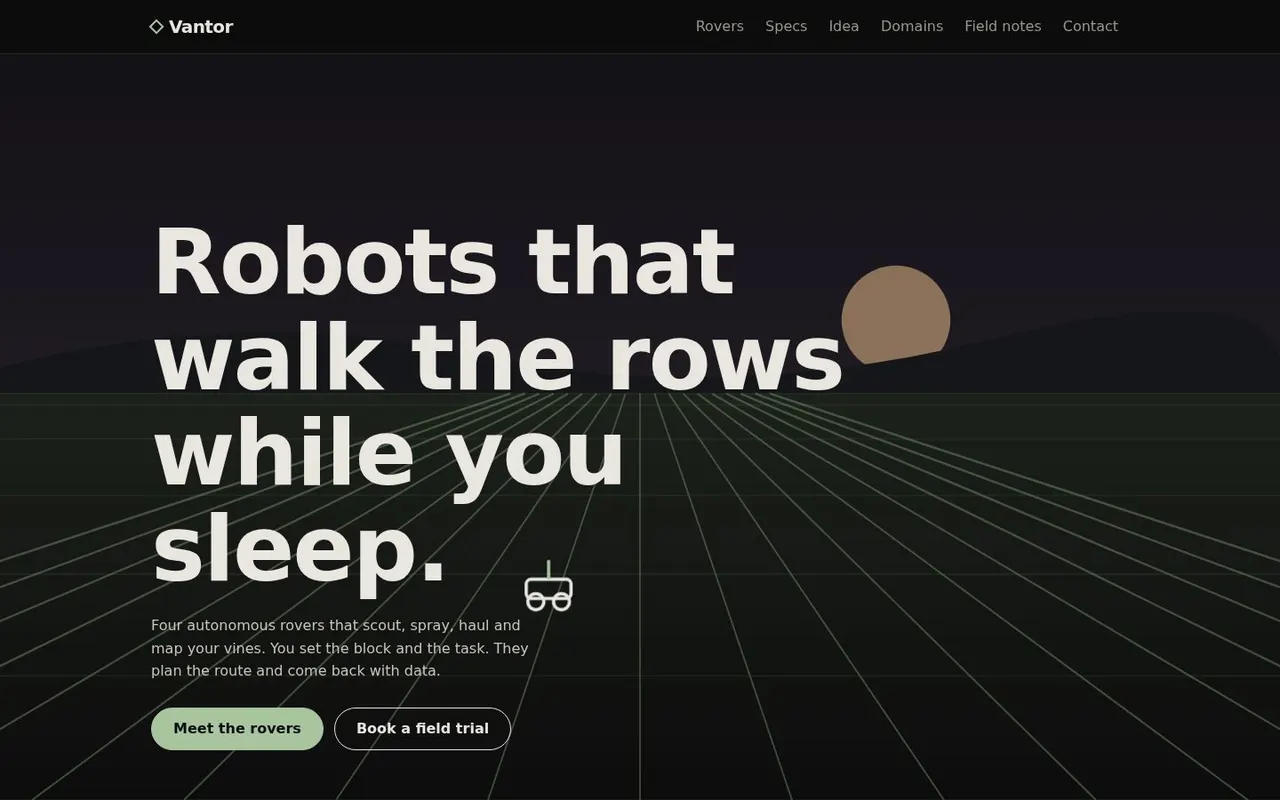 Vantor
Rovers Specs Idea Domains Field notes Contact
Robots that
walk the rows
while you
sleep.
Four autonomous rovers that scout, spray, haul and
map your vines. You set the block and the task. They
plan the route and come back with data.
Meet the rovers
Book a field trial